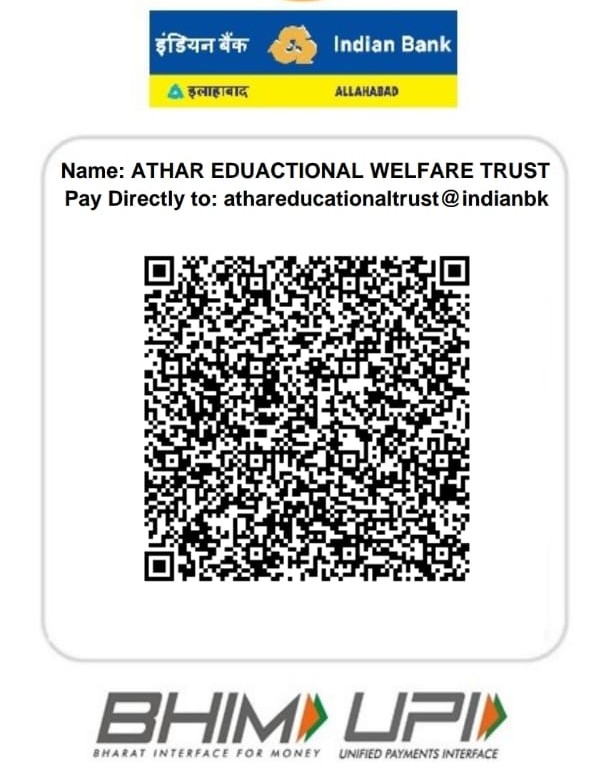 इंडियन बैंक Indian Bank
इलाहाबाद ALLAHABAD
Name: ATHAR EDUACTIONAL WELFARE TRUST
Pay Directly to: athareducationaltrust@indianbk
BHIM UPI
BHARAT INTERFACE FOR MONEY UNIFIED PAYMENTS INTERFACE